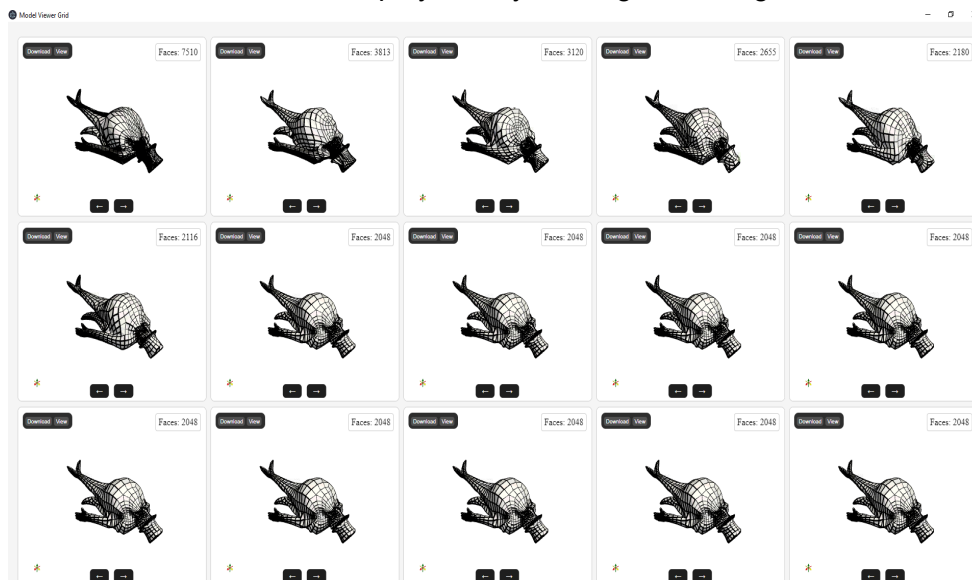 Model Viewer Grid
Download View Faces: 7510
Download View Faces: 3813
Download View Faces: 3120
Download View Faces: 2655
Download View Faces: 2180
← →
← →
← →
← →
← →
Download View Faces: 2116
Download View Faces: 2048
Download View Faces: 2048
Download View Faces: 2048
Download View Faces: 2048
← →
← →
← →
← →
← →
Download View Faces: 2048
Download View Faces: 2048
Download View Faces: 2048
Download View Faces: 2048
Download View Faces: 2048
← →
← →
← →
← →
← →